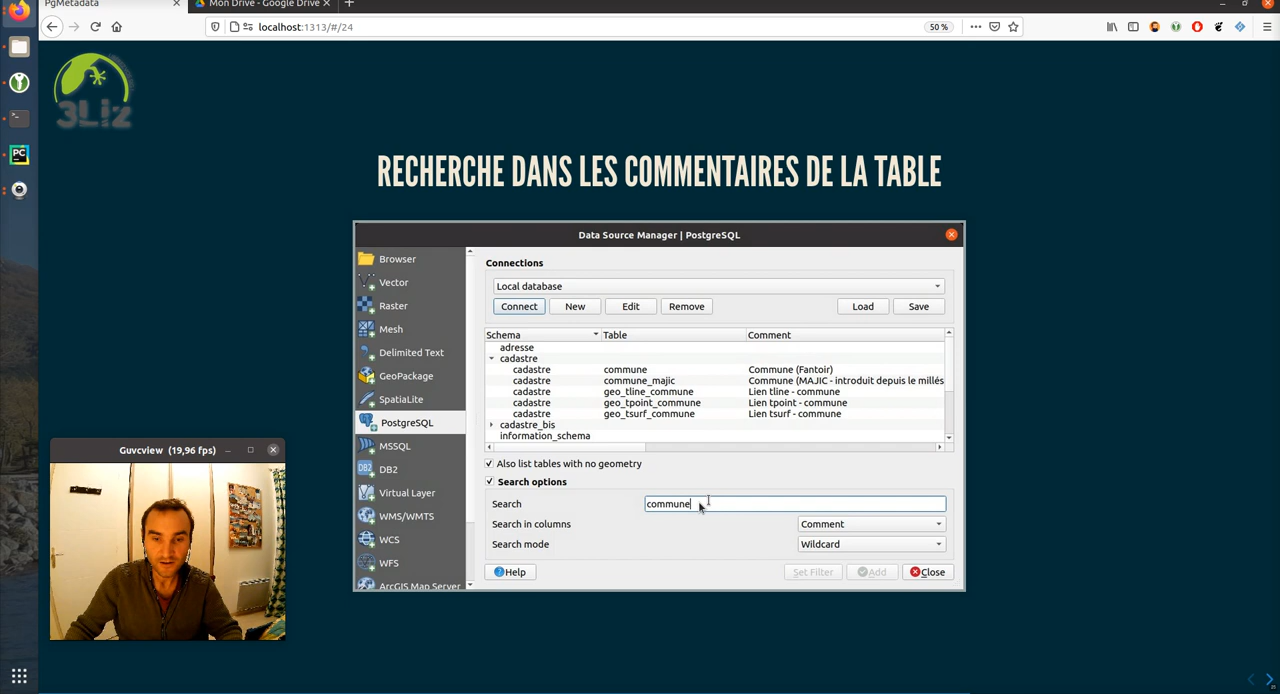 PgMetadata
Mon Drive - Google Drive
localhost:1313/#/24
50 %
3Liz
RECHERCHE DANS LES COMMENTAIRES DE LA TABLE
Data Source Manager | PostgreSQL
Browser
Vector
Raster
Mesh
Delimited Text
GeoPackage
SpatiaLite
PostgreSQL
MSSQL
DB2
DB2
Virtual Layer
WMS/WMTS
WCS
WFS
ArcGIS Map Server
Connections
Local database
Connect New Edit Remove Load Save
Schema Table Comment
adresse
cadastre
cadastre commune Commune (Fantoir)
cadastre commune_majic Commune (MAJIC - introduit depuis le millés
cadastre geo_tline_commune Lien tline - commune
cadastre geo_tpoint_commune Lien tpoint - commune
cadastre geo_tsurf_commune Lien tsurf - commune
cadastre_bis
information_schema
Also list tables with no geometry
Search options
Search commune
Search in columns Comment
Search mode Wildcard
Help Set Filter Add Close
Guvcview (19,96 fps)
PC